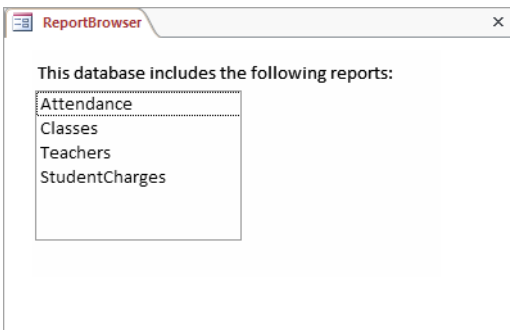 ReportBrowser
This database includes the following reports:
Attendance
Classes
Teachers
StudentCharges